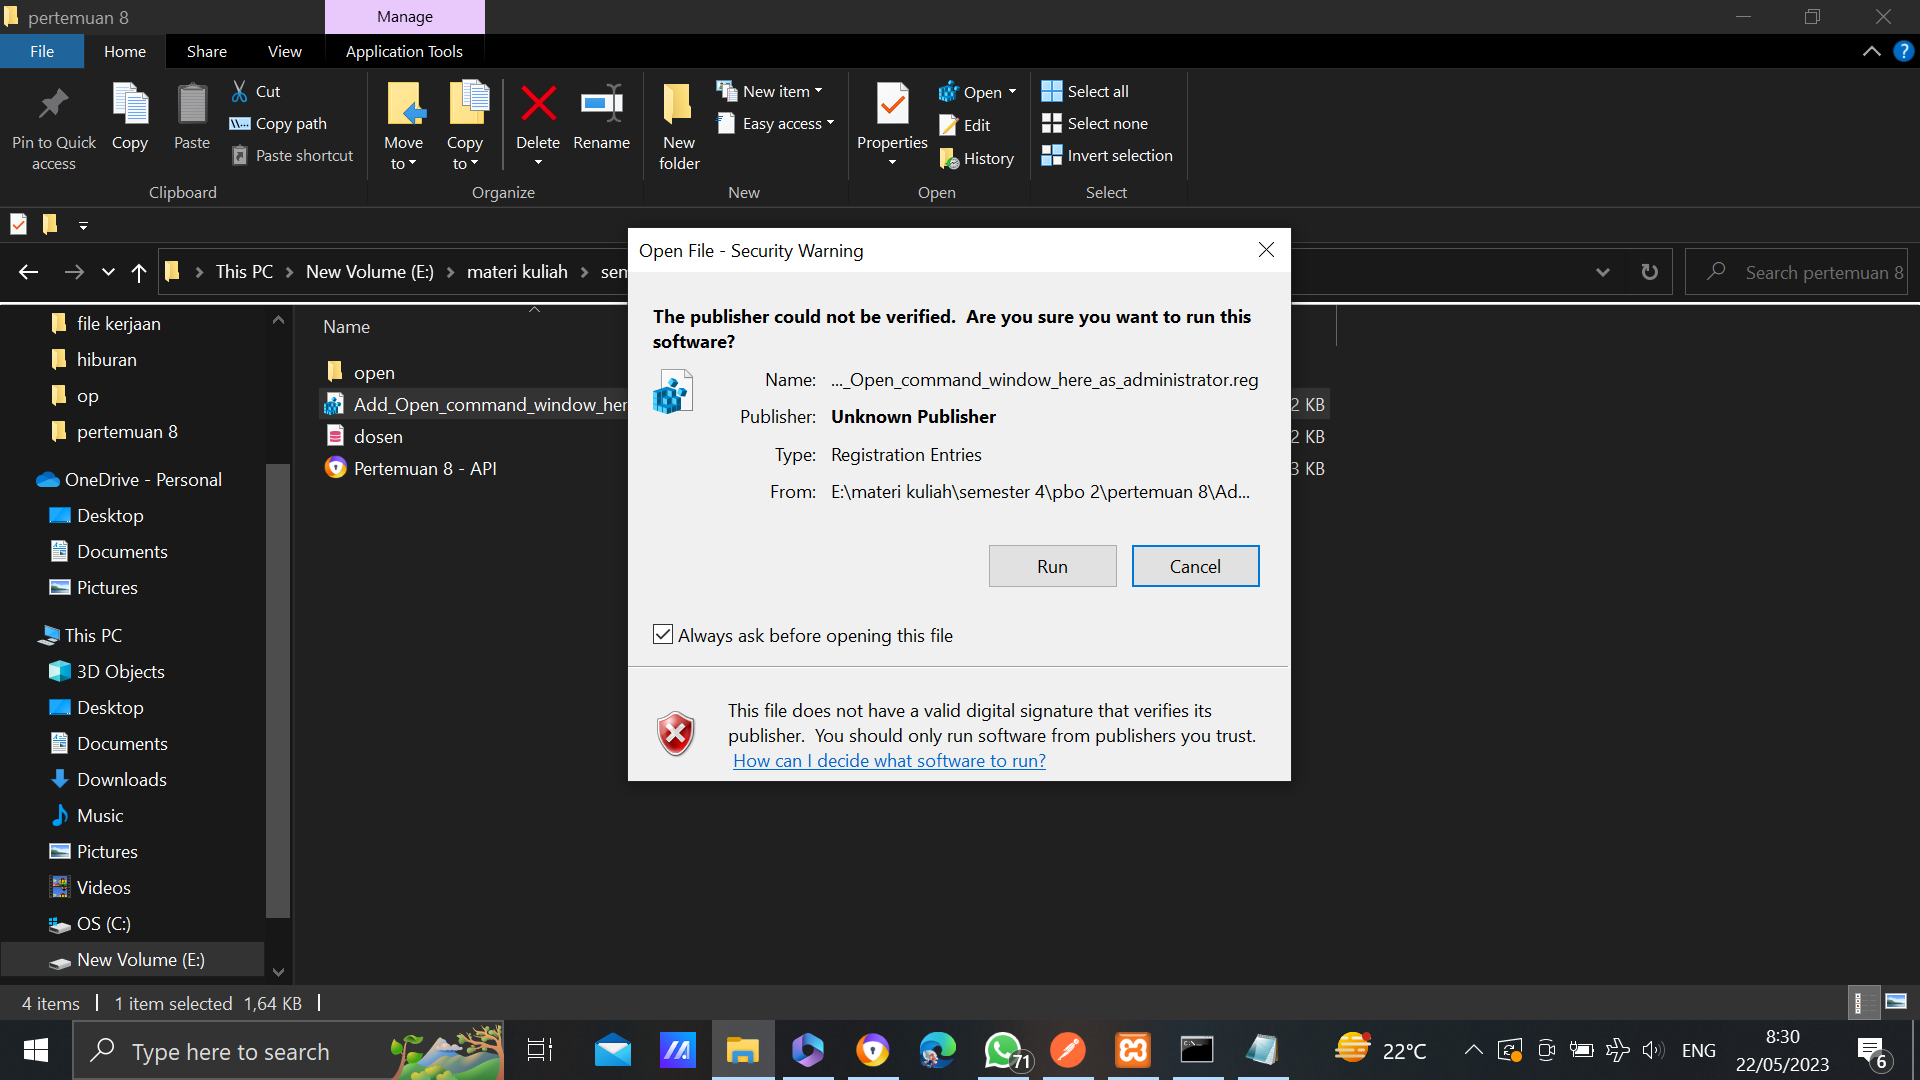 pertemuan 8
Manage
File
Home
Share
View
Application Tools
Pin to Quick
access
Copy
Paste
Cut
Copy path
Paste shortcut
Clipboard
Move
to
Copy
to
Delete
Rename
Organize
New
folder
New item
Easy access
New
Properties
Open
Edit
History
Open
Select all
Select none
Invert selection
Select
This PC
New Volume (E:)
materi kuliah
sem
Search pertemuan 8
file kerjaan
hiburan
op
pertemuan 8
OneDrive - Personal
Desktop
Documents
Pictures
This PC
3D Objects
Desktop
Documents
Downloads
Music
Pictures
Videos
OS (C:)
New Volume (E:)
Name
open
Add_Open_command_window_her
2 KB
dosen
2 KB
Pertemuan 8 - API
3 KB
Open File - Security Warning
The publisher could not be verified. Are you sure you want to run this
software?
Name: ..._Open_command_window_here_as_administrator.reg
Publisher: Unknown Publisher
Type: Registration Entries
From: E:\materi kuliah\semester 4\pbo 2\pertemuan 8\Ad...
Run
Cancel
Always ask before opening this file
This file does not have a valid digital signature that verifies its
publisher. You should only run software from publishers you trust.
How can I decide what software to run?
4 items
1 item selected 1,64 KB
Type here to search
71
22°C
ENG
8:30
22/05/2023
6